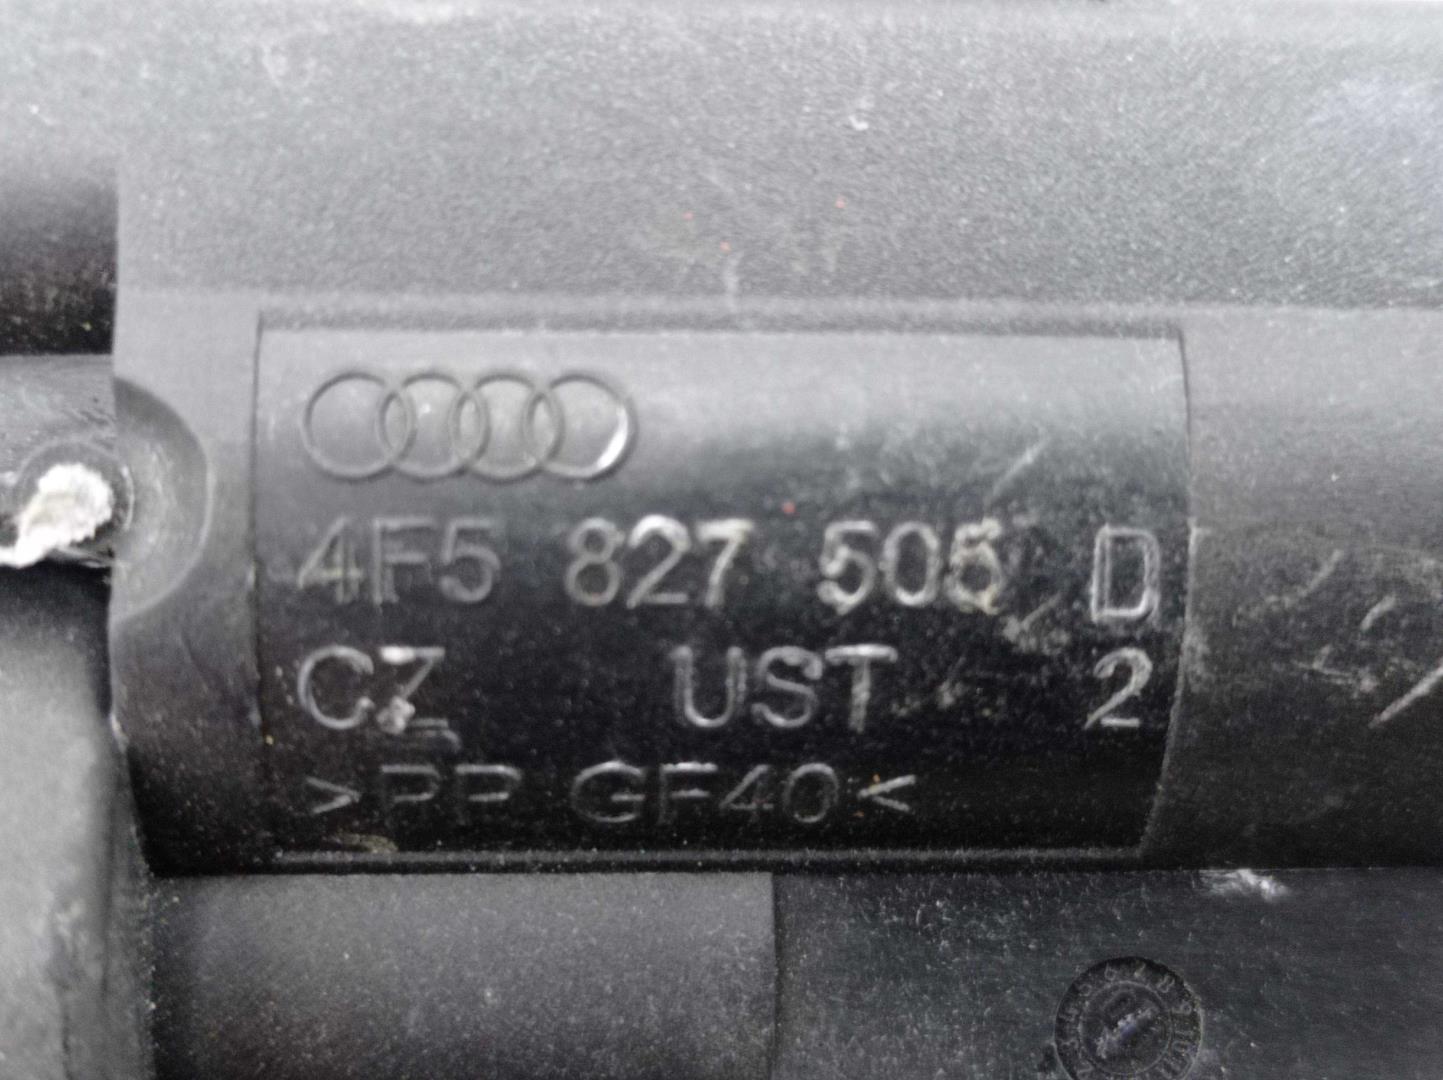 4F5 827 505 D
CZ UST 2
>PP GF40<